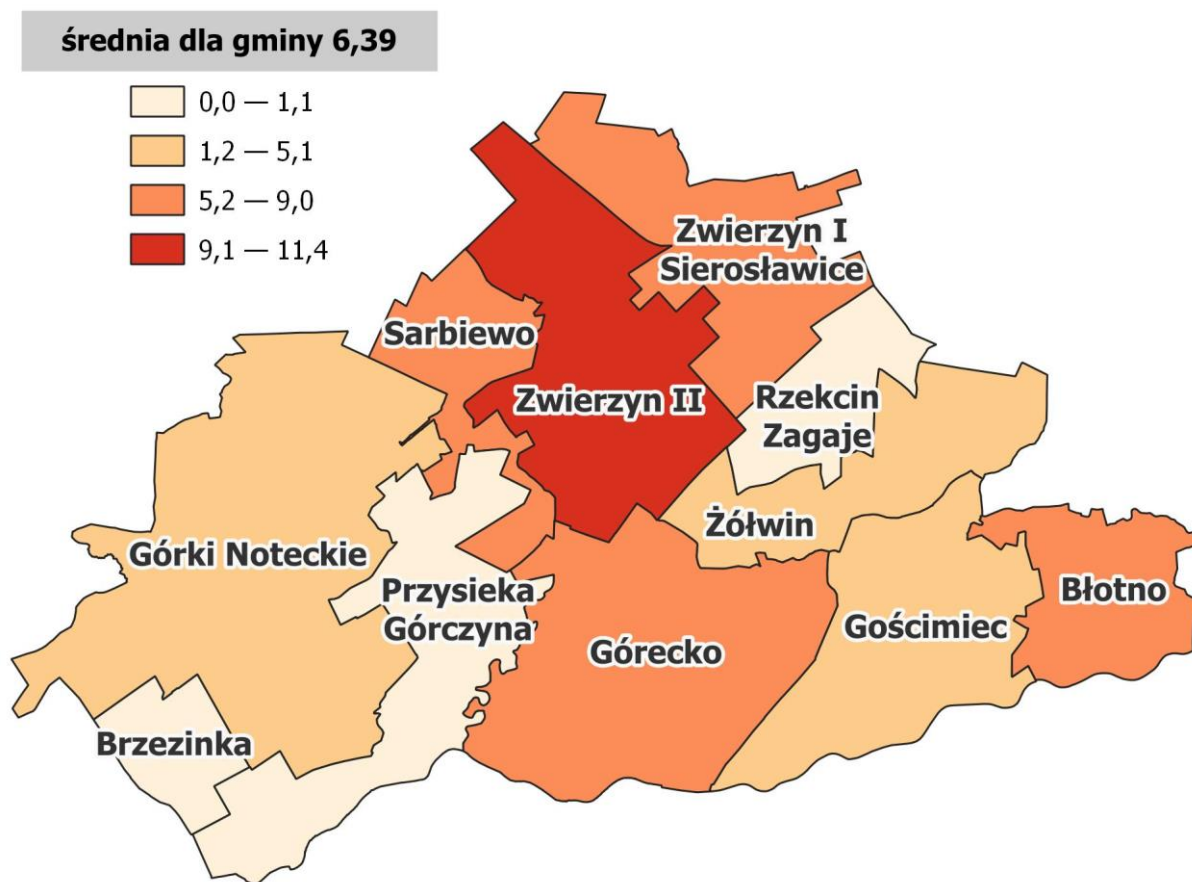 średnia dla gminy 6,39
0,0 — 1,1
1,2 — 5,1
5,2 — 9,0
9,1 — 11,4
Zwierzyn I
Sierosławice
Sarbiewo
Zwierzyn II
Rzekcin
Zagaje
Żółwin
Górki Noteckie
Przysieka
Górczyna
Górecko
Gościmiec
Błotno
Brzezinka